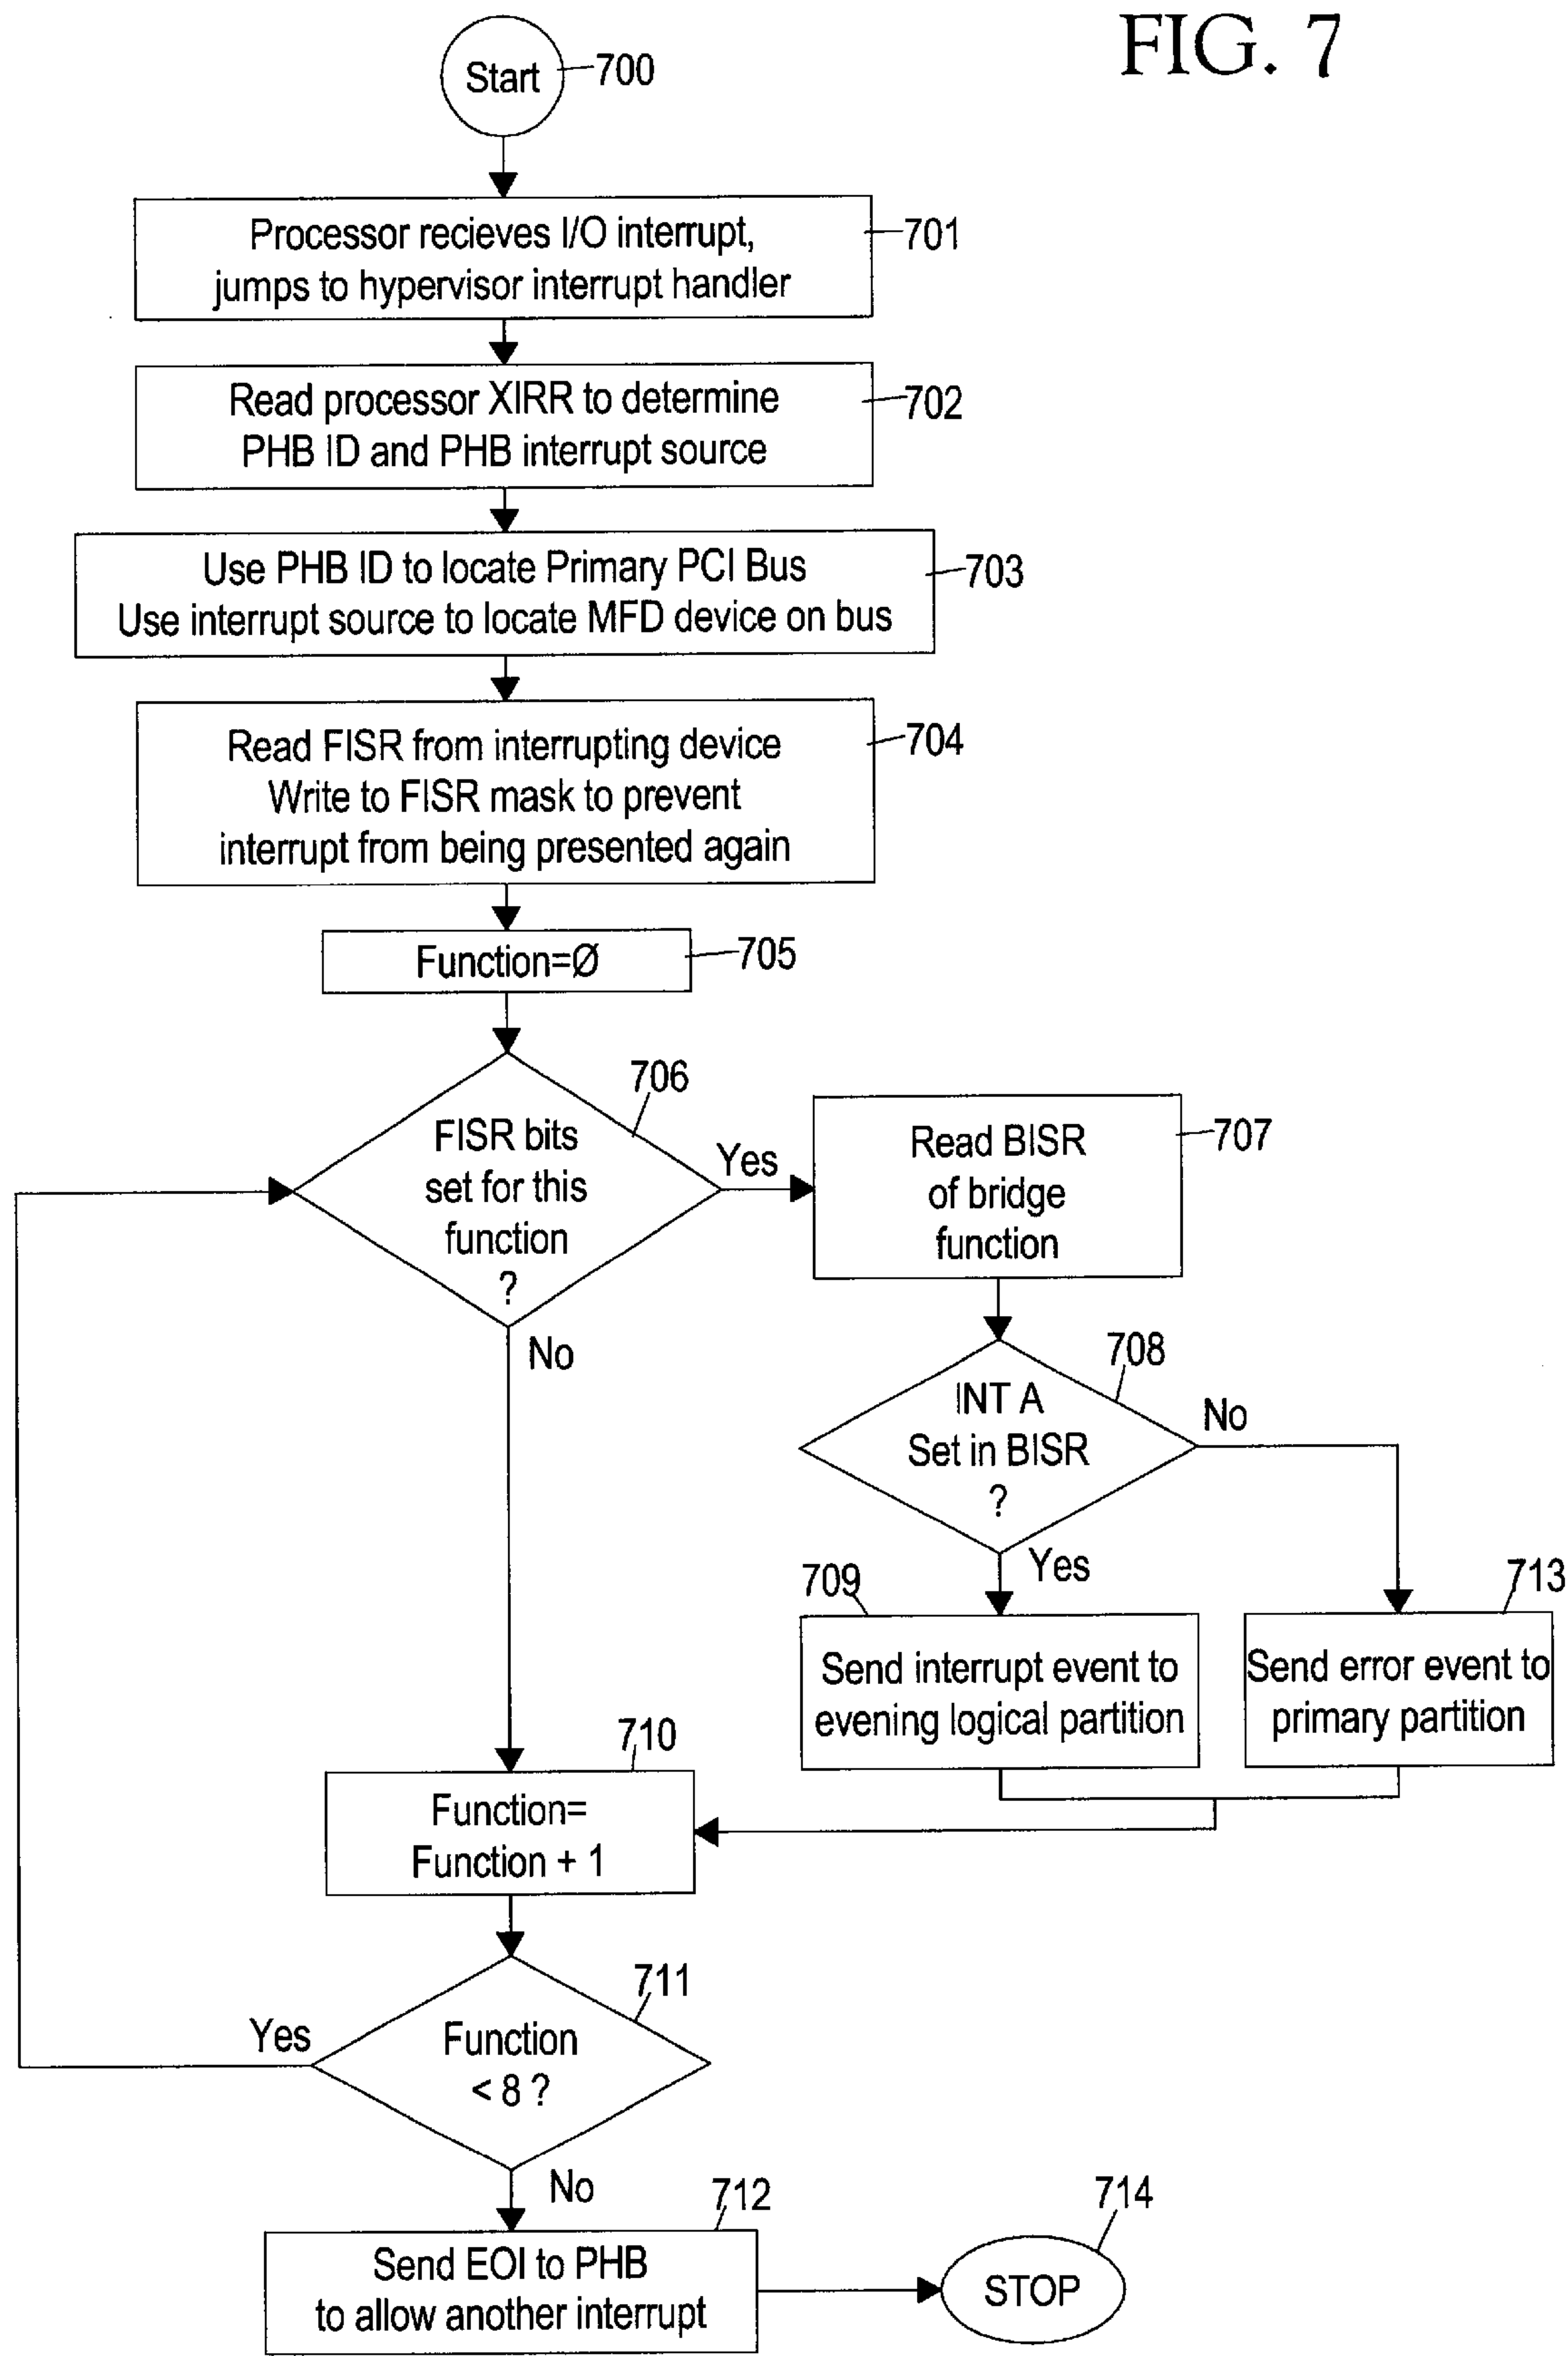 FIG. 7
Start
700
Processor recieves I/O interrupt,
jumps to hypervisor interrupt handler
701
Read processor XIRR to determine
PHB ID and PHB interrupt source
702
Use PHB ID to locate Primary PCI Bus
Use interrupt source to locate MFD device on bus
703
Read FISR from interrupting device
Write to FISR mask to prevent
interrupt from being presented again
704
Function=Ø
705
706
FISR bits
set for this
function
?
Yes
No
Read BISR
of bridge
function
707
708
INT A
Set in BISR
?
No
Yes
709
Send interrupt event to
evening logical partition
713
Send error event to
primary partition
710
Function=
Function + 1
711
Function
< 8 ?
Yes
No
712
Send EOI to PHB
to allow another interrupt
714
STOP